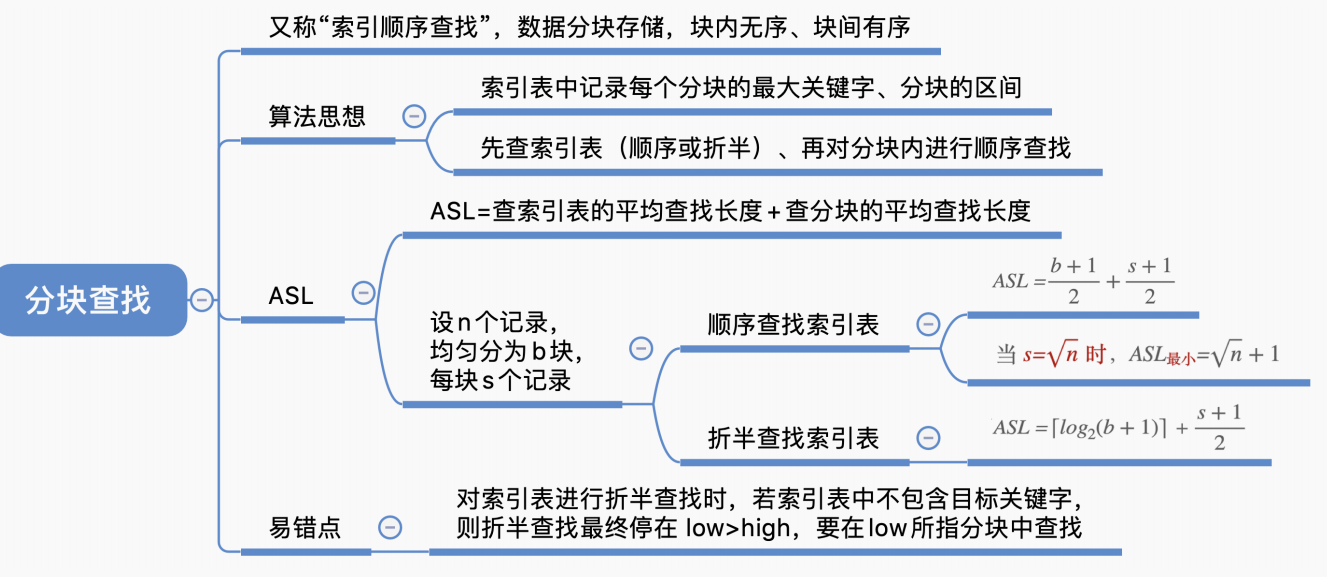 又称“索引顺序查找”，数据分块存储，块内无序、块间有序
算法思想
索引表中记录每个分块的最大关键字、分块的区间
先查索引表（顺序或折半）、再对分块内进行顺序查找
分块查找
ASL
ASL=查索引表的平均查找长度+查分块的平均查找长度
设n个记录，
均匀分为b块，
每块s个记录
顺序查找索引表
ASL = \frac{b+1}{2} + \frac{s+1}{2}
当 s=√n 时，ASL最小=√n + 1
折半查找索引表
ASL = ⌈log₂(b + 1)⌉ + \frac{s+1}{2}
易错点
对索引表进行折半查找时，若索引表中不包含目标关键字，
则折半查找最终停在 low>high，要在low所指分块中查找